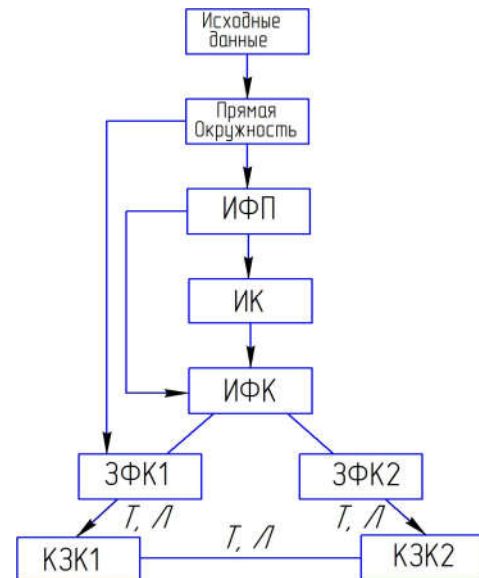 Исходные
данные
Прямая
Окружность
ИФП
ИК
ИФК
ЗФК1
ЗФК2
Т, Л
Т, Л
КЗК1
Т, Л
КЗК2